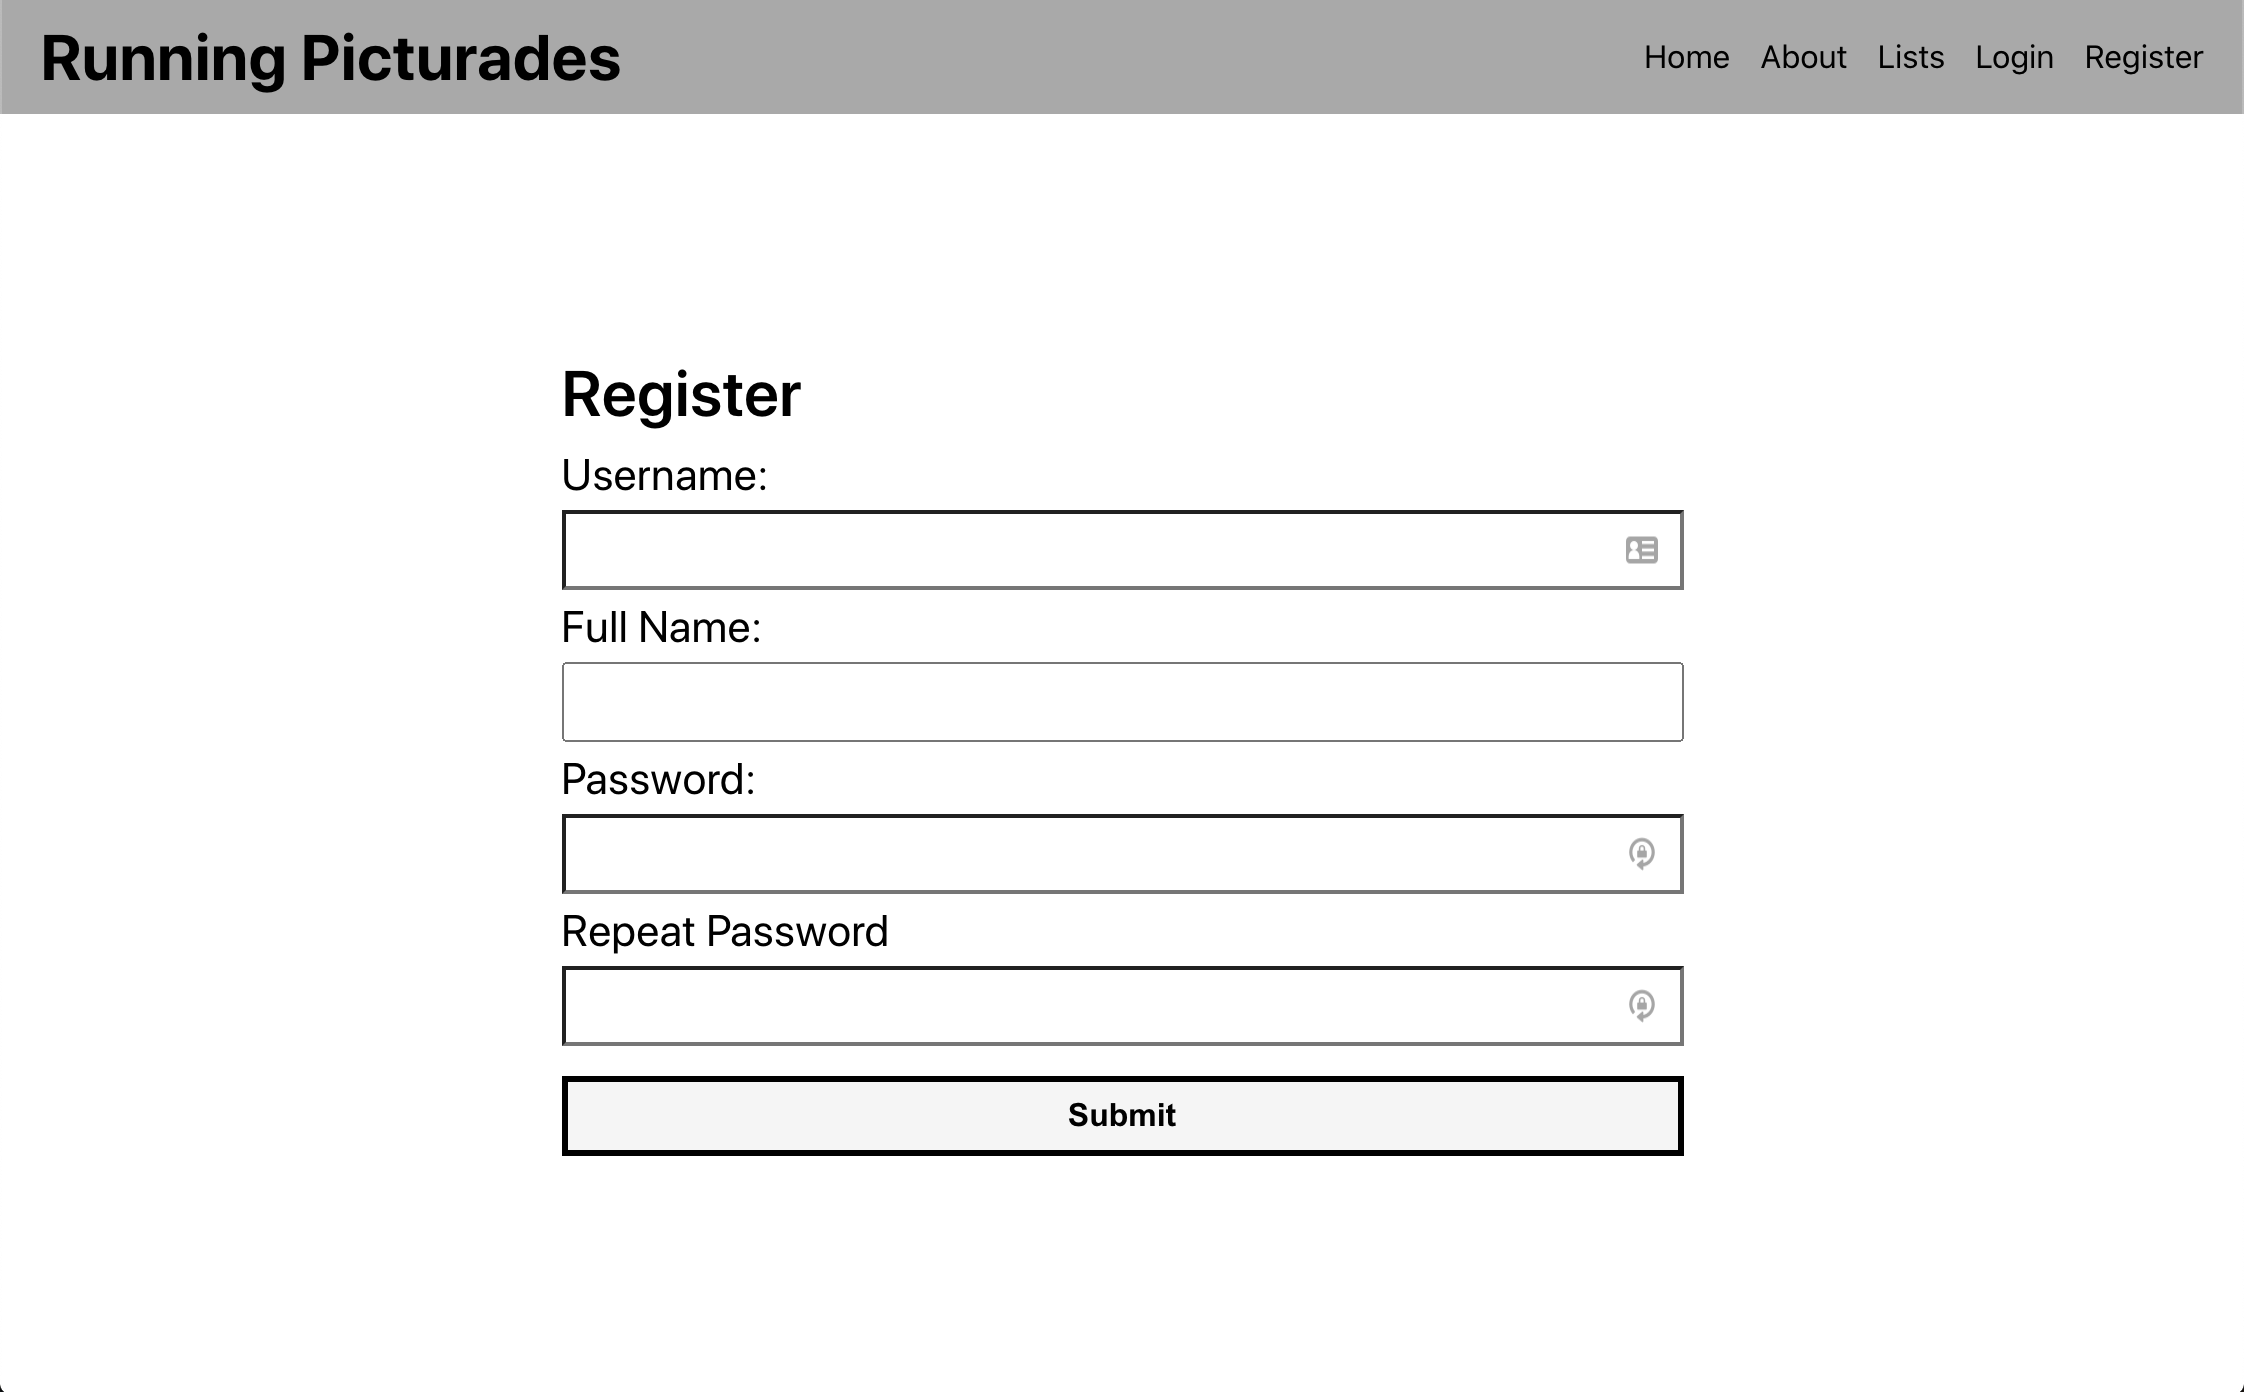 Running Picturades
Home About Lists Login Register
Register
Username:
Full Name:
Password:
Repeat Password
Submit